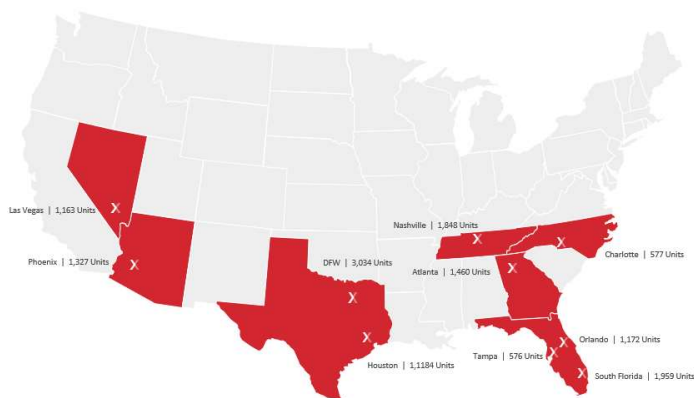 Las Vegas | 1,163 Units
Phoenix | 1,327 Units
DFW | 3,034 Units
Houston | 1,1184 Units
Nashville | 1,848 Units
Atlanta | 1,460 Units
Charlotte | 577 Units
Orlando | 1,172 Units
Tampa | 576 Units
South Florida | 1,959 Units